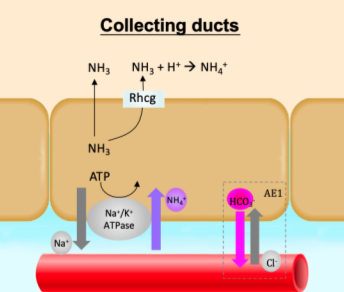 Collecting ducts
NH₃ NH₃ + H⁺ → NH₄⁺
Rhcg
NH₃
ATP
Na⁺/K⁺
ATPase
NH₄⁺
HCO₃⁻
AE1
Na⁺
Cl⁻